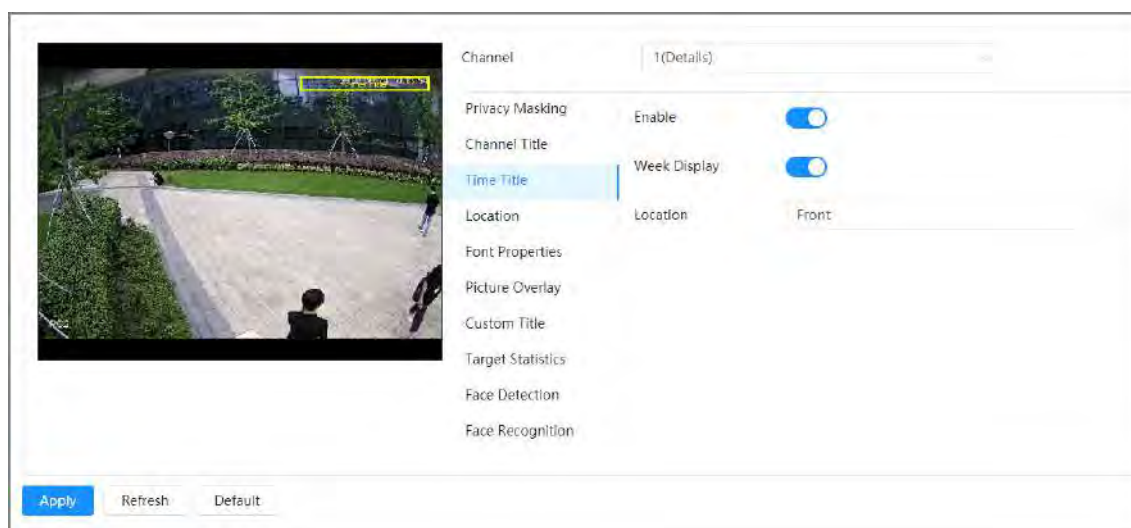 Channel
1(Details)
Privacy Masking
Channel Title
Time Title
Location
Font Properties
Picture Overlay
Custom Title
Target Statistics
Face Detection
Face Recognition
Enable
Week Display
Location
Front
Apply
Refresh
Default